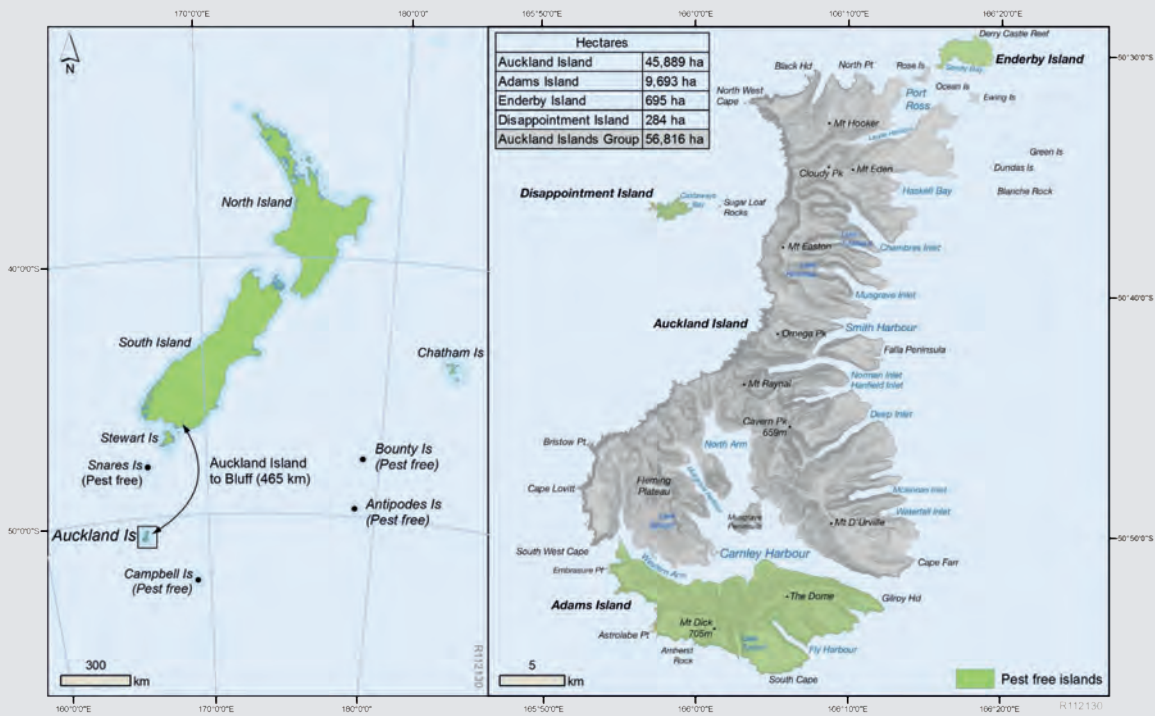 170°0'0"E
180°0'0"
165°50'0"E
166°0'0"E
166°10'0"E
166°20'0"E
N
North Island
40°0'0"S
South Island
Chatham Is
Stewart Is
Snares Is
(Pest free)
Auckland Island
to Bluff (465 km)
Bounty Is
(Pest free)
Antipodes Is
(Pest free)
50°0'0"S
Auckland Is
Campbell Is
(Pest free)
300
km
R112130
160°0'0"E
170°0'0"E
180°0'0"E
Hectares
Auckland Island 45,889 ha
Adams Island 9,693 ha
Enderby Island 695 ha
Disappointment Island 284 ha
Auckland Islands Group 56,816 ha
Derry Castle Reef
Enderby Island
50°30'0"S
Sandy Bay
Black Hd
North Pt
Rose Is
Ocean Is
Ewing Is
North West
Cape
Port
Ross
Mt Hooker
Laurie Harbour
Green Is
Cloudy Pk
Mt Eden
Dundas Is
Disappointment Island
Castaways
Bay
Sugar Loaf
Rocks
Haskell Bay
Blanche Rock
Mt Easton
Chambres Inlet
Musgrave Inlet
50°40'0"S
Auckland Island
Omega Pk
Smith Harbour
Falla Peninsula
Mt Raynal
Norman Inlet
Hanfield Inlet
Cavern Pk
659m
Deep Inlet
Bristow Pt
North Arm
Cape Lovitt
Fleming
Plateau
Musgrave
Peninsula
McLennan Inlet
Waterfall Inlet
Mt D'Urville
50°50'0"S
South West Cape
Carnley Harbour
Cape Farr
Embrasure Pt
Western Arm
Adams Island
The Dome
Gilroy Hd
Mt Dick
705m
Astrolabe Pt
Amherst
Rock
Lake
Turbott
Fly Harbour
South Cape
5
km
Pest free islands
R112130
165°50'0"E
166°0'0"E
166°10'0"E
166°20'0"E